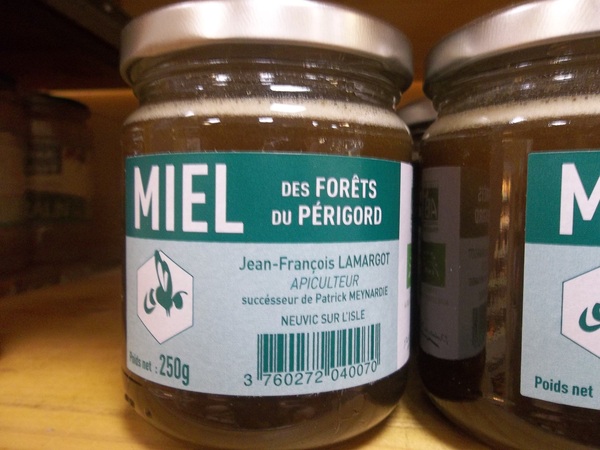 MIEL
DES FORÊTS
DU PÉRIGORD
Jean-François LAMARGOT
APICULTEUR
succésseur de Patrick MEYNARDIE
NEUVIC SUR L'ISLE
Poids net : 250g
3 760272 040070
M
Poids net